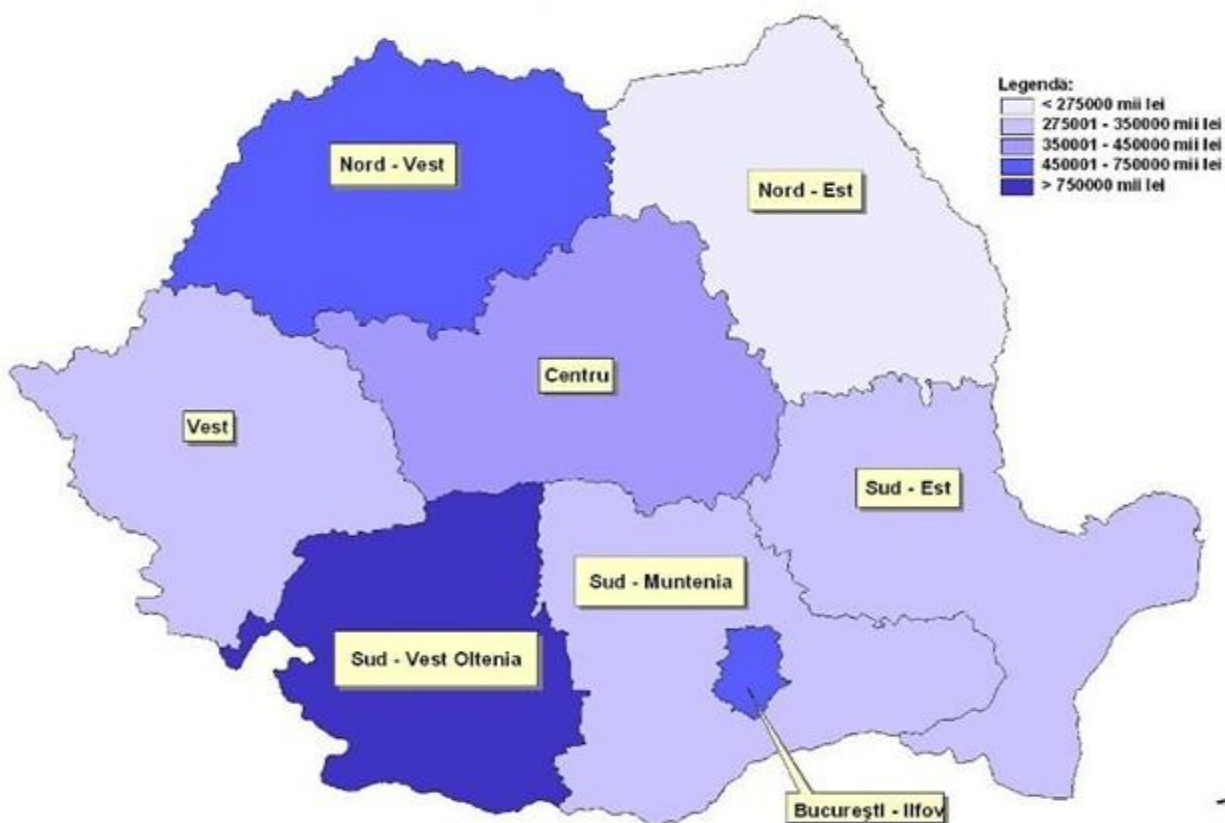 Legendă:
< 275000 mii lei
275001 - 350000 mii lei
350001 - 450000 mii lei
450001 - 750000 mii lei
> 750000 mii lei
Nord - Vest
Nord - Est
Centru
Vest
Sud - Est
Sud - Muntenia
Sud - Vest Oltenia
Bucureşti - Ilfov